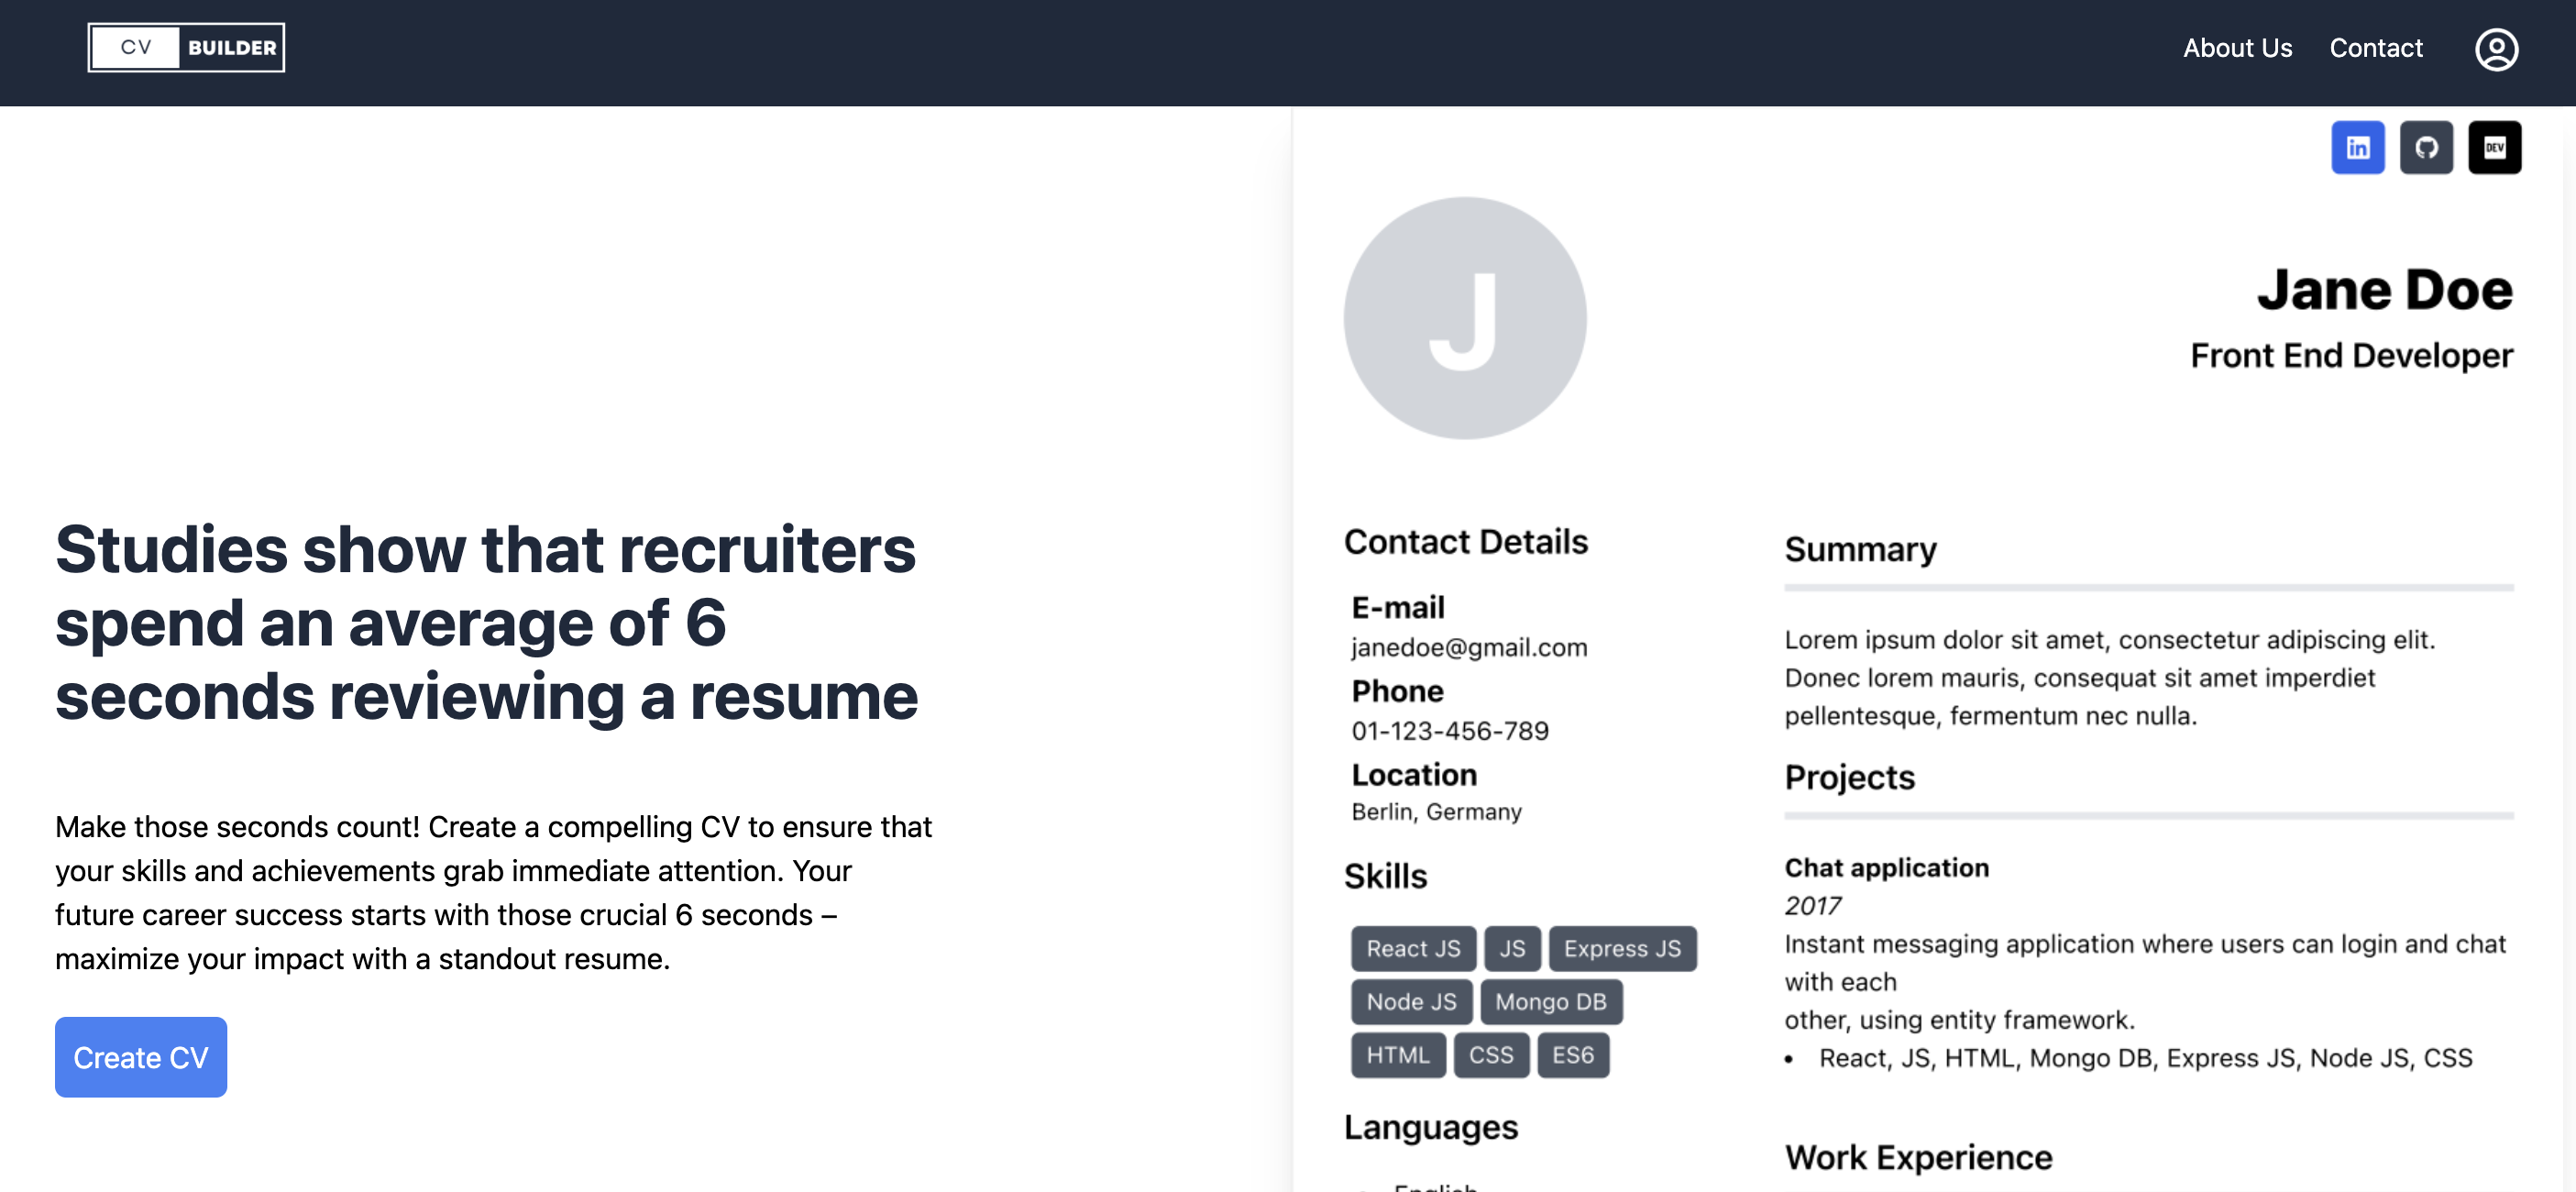 CV BUILDER
About Us
Contact
Studies show that recruiters
spend an average of 6
seconds reviewing a resume
Make those seconds count! Create a compelling CV to ensure that
your skills and achievements grab immediate attention. Your
future career success starts with those crucial 6 seconds –
maximize your impact with a standout resume.
Create CV
in
DEV
J
Jane Doe
Front End Developer
Contact Details
E-mail
janedoe@gmail.com
Phone
01-123-456-789
Location
Berlin, Germany
Skills
React JS
JS
Express JS
Node JS
Mongo DB
HTML
CSS
ES6
Languages
English
Summary
Lorem ipsum dolor sit amet, consectetur adipiscing elit.
Donec lorem mauris, consequat sit amet imperdiet
pellentesque, fermentum nec nulla.
Projects
Chat application
2017
Instant messaging application where users can login and chat
with each
other, using entity framework.
• React, JS, HTML, Mongo DB, Express JS, Node JS, CSS
Work Experience